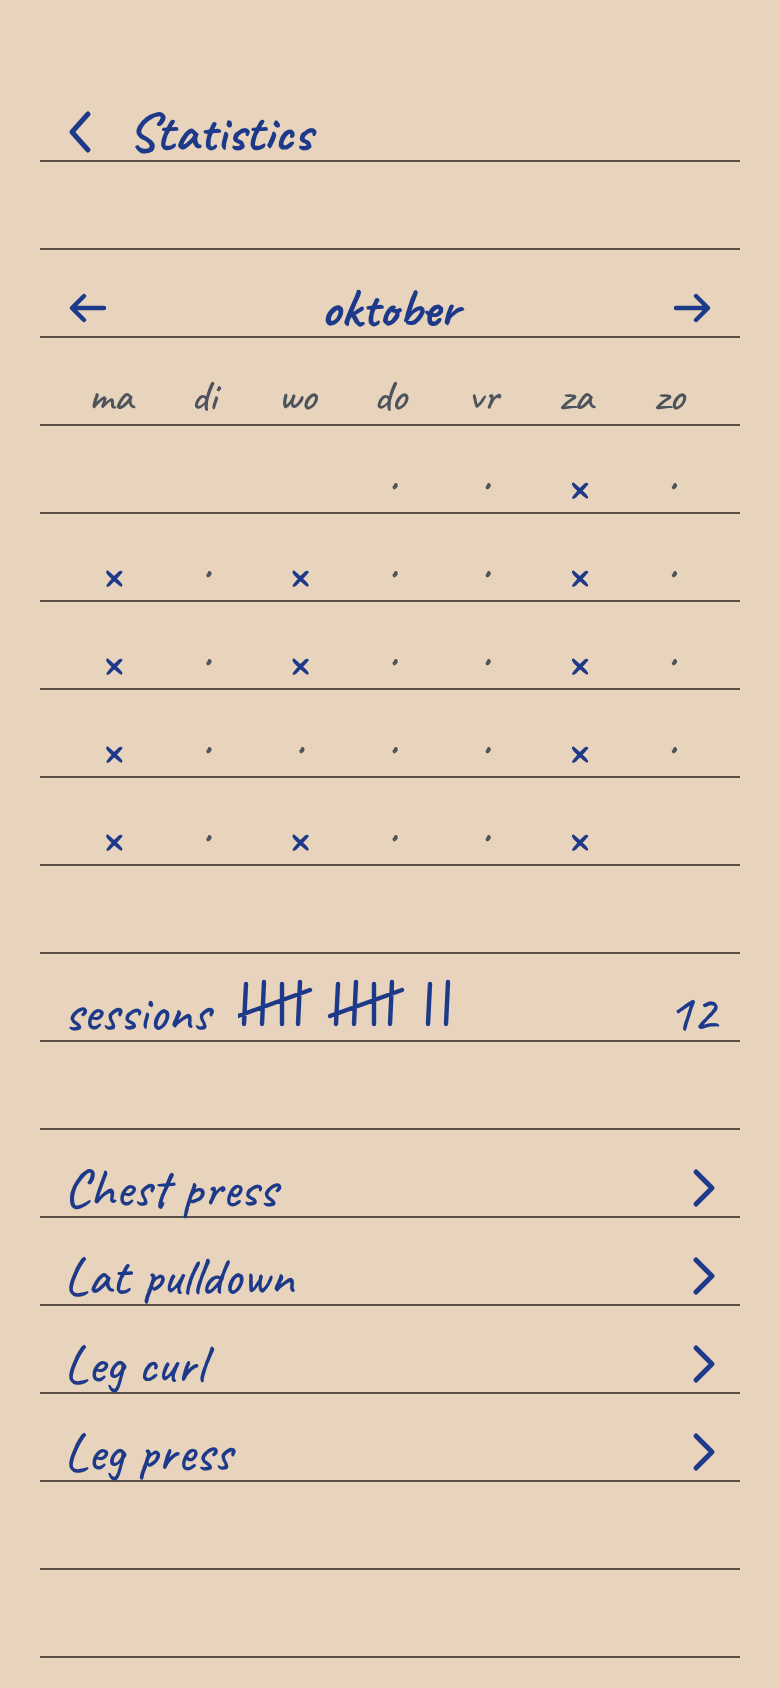 Statistics
oktober
ma di wo do vr za zo
· · × ·
× · × · · × ·
× · × · · × ·
× · · · · × ·
× · × · · ×
sessions 12
Chest press
Lat pulldown
Leg curl
Leg press